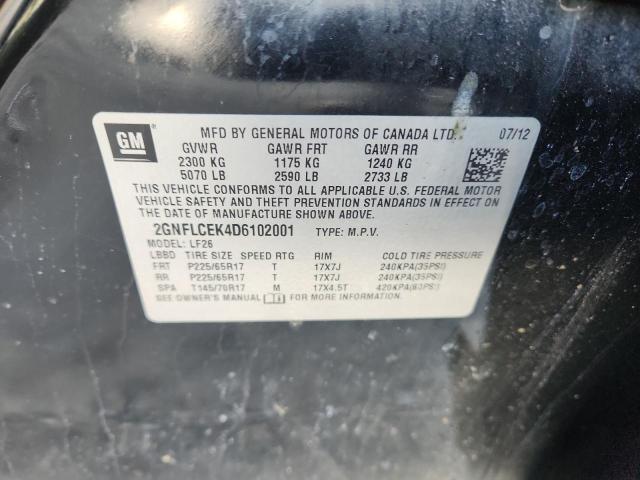 GM
MFD BY GENERAL MOTORS OF CANADA LTD. 07/12
GVWR GAWR FRT GAWR RR
2300 KG 1175 KG 1240 KG
5070 LB 2590 LB 2733 LB
THIS VEHICLE CONFORMS TO ALL APPLICABLE U.S. FEDERAL MOTOR
VEHICLE SAFETY AND THEFT PREVENTION STANDARDS IN EFFECT ON
THE DATE OF MANUFACTURE SHOWN ABOVE.
2GNFLCEK4D6102001 TYPE: M.P.V.
MODEL: LF26
LBBD TIRE SIZE SPEED RTG RIM COLD TIRE PRESSURE
FRT P225/65R17 T 17X7J 240KPA(35PSI)
RR P225/65R17 T 17X7J 240KPA(35PSI)
SPA T145/70R17 M 17X4.5T 420KPA(60PSI)
SEE OWNER'S MANUAL FOR MORE INFORMATION.